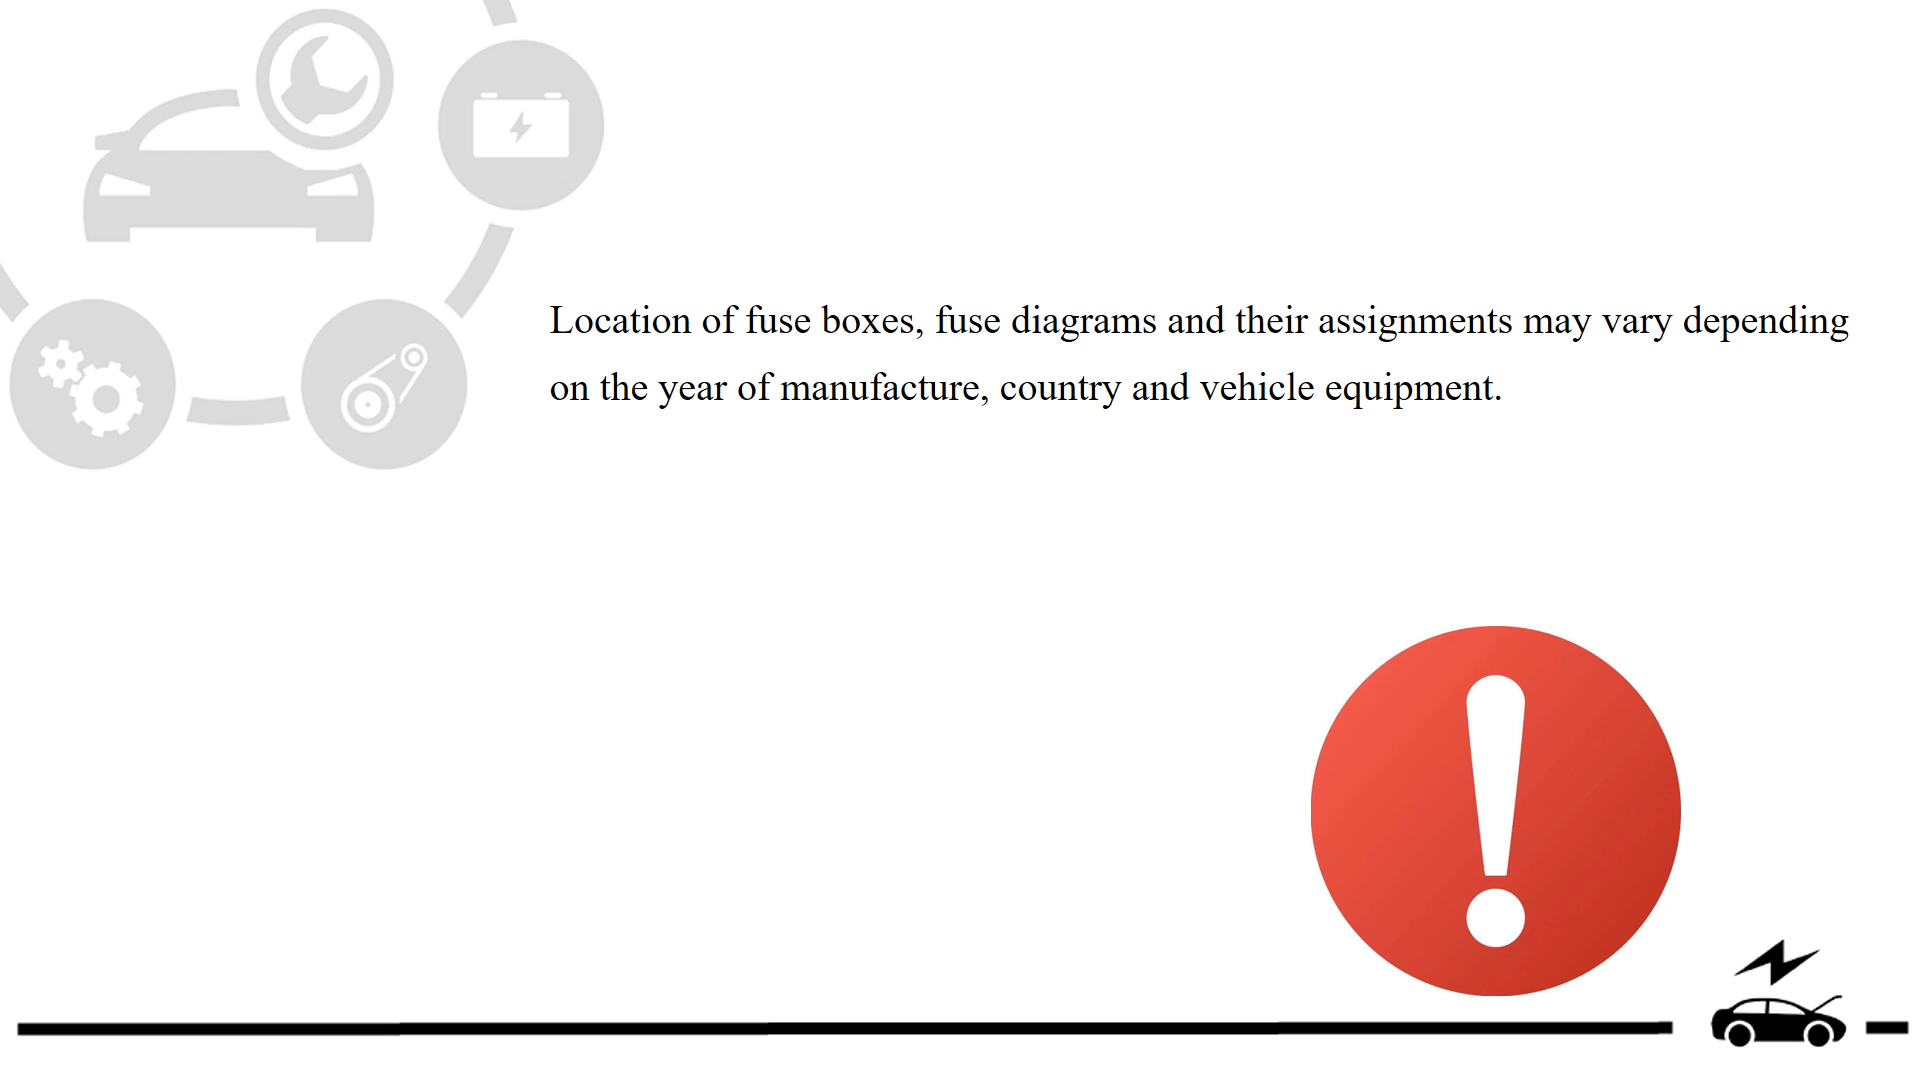 Location of fuse boxes, fuse diagrams and their assignments may vary depending
on the year of manufacture, country and vehicle equipment.